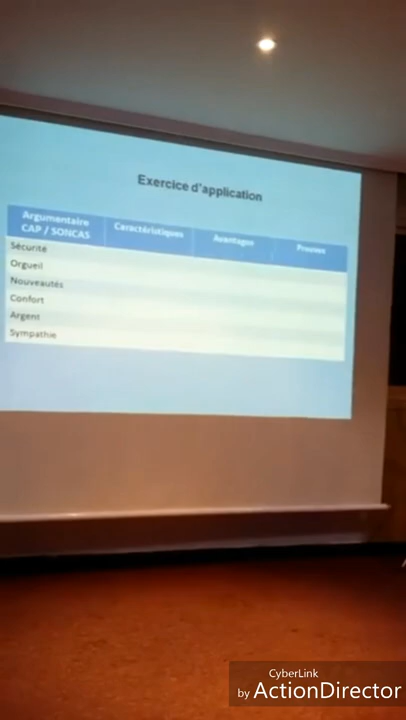 Exercice d'application
Argumentaire
CAP / SONCAS
Caractéristiques
Avantages
Preuves
Sécurité
Orgueil
Nouveautés
Confort
Argent
Sympathie
CyberLink
by ActionDirector